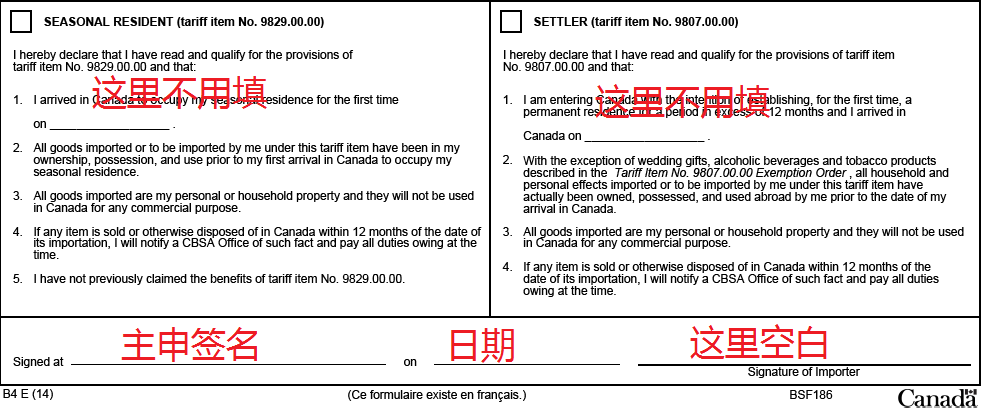 SEASONAL RESIDENT (tariff item No. 9829.00.00)
I hereby declare that I have read and qualify for the provisions of
tariff item No. 9829.00.00 and that:
这里不用填
1. I arrived in Canada to occupy my seasonal residence for the first time
on ___________________ .
2. All goods imported or to be imported by me under this tariff item have been in my
ownership, possession, and use prior to my first arrival in Canada to occupy my
seasonal residence.
3. All goods imported are my personal or household property and they will not be used
in Canada for any commercial purpose.
4. If any item is sold or otherwise disposed of in Canada within 12 months of the date of
its importation, I will notify a CBSA Office of such fact and pay all duties owing at the
time.
5. I have not previously claimed the benefits of tariff item No. 9829.00.00.
SETTLER (tariff item No. 9807.00.00)
I hereby declare that I have read and qualify for the provisions of tariff item
No. 9807.00.00 and that:
这里不用填
1. I am entering Canada with the intention of establishing, for the first time, a
permanent residence for a period in excess of 12 months and I arrived in
Canada on ___________________ .
2. With the exception of wedding gifts, alcoholic beverages and tobacco products
described in the Tariff Item No. 9807.00.00 Exemption Order , all household and
personal effects imported or to be imported by me under this tariff item have
actually been owned, possessed, and used abroad by me prior to the date of my
arrival in Canada.
3. All goods imported are my personal or household property and they will not be used
in Canada for any commercial purpose.
4. If any item is sold or otherwise disposed of in Canada within 12 months of the
date of its importation, I will notify a CBSA Office of such fact and pay all duties
owing at the time.
Signed at 主申签名 on 日期 这里空白
Signature of Importer
B4 E (14) (Ce formulaire existe en français.) BSF186 Canada